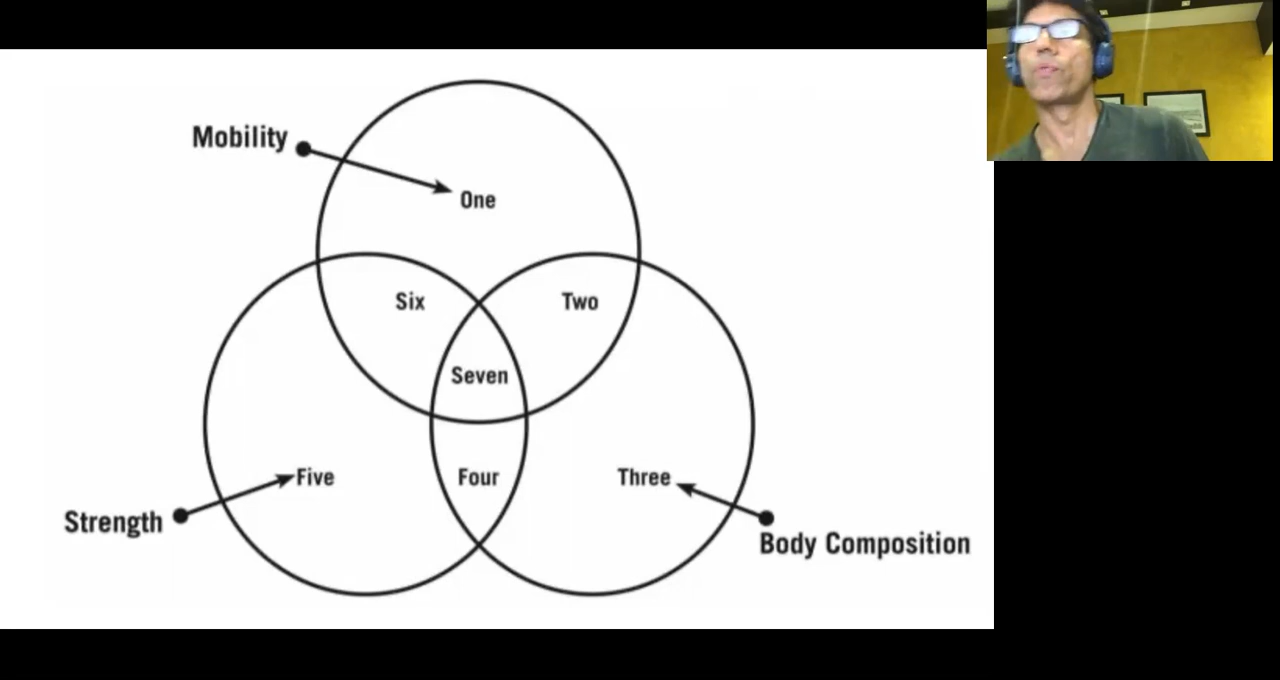 Mobility
One
Six
Two
Seven
Five
Four
Three
Strength
Body Composition